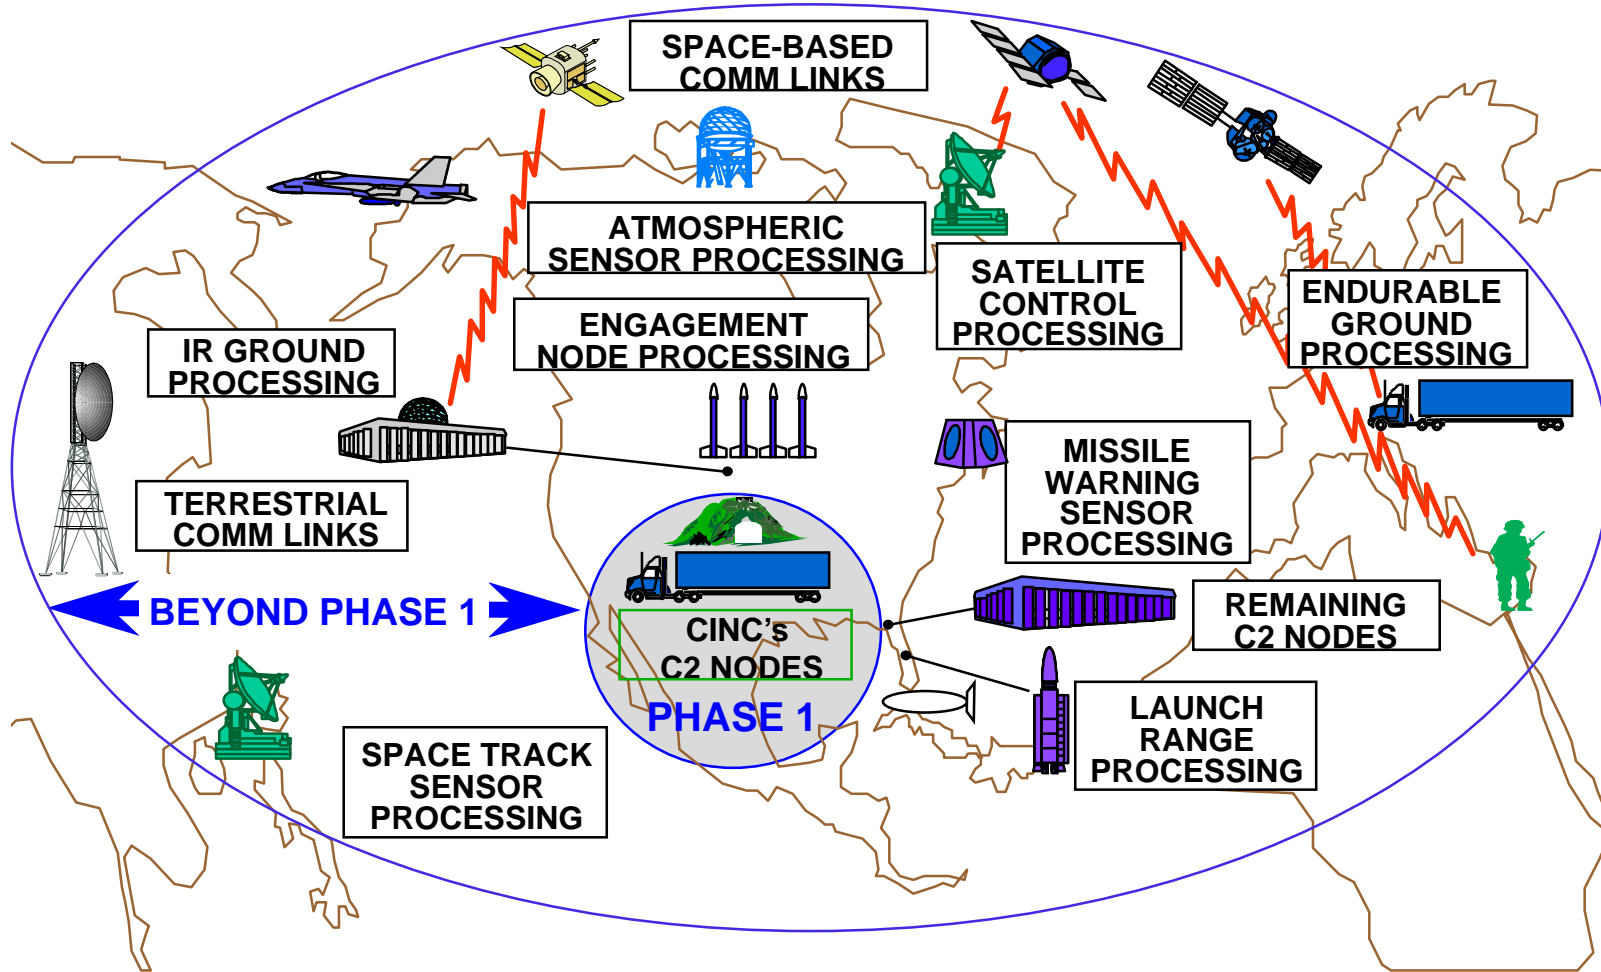 SPACE-BASED
COMM LINKS
ATMOSPHERIC
SENSOR PROCESSING
SATELLITE
CONTROL
PROCESSING
ENDURABLE
GROUND
PROCESSING
ENGAGEMENT
NODE PROCESSING
IR GROUND
PROCESSING
MISSILE
WARNING
SENSOR
PROCESSING
TERRESTRIAL
COMM LINKS
BEYOND PHASE 1
CINC’s
C2 NODES
PHASE 1
REMAINING
C2 NODES
LAUNCH
RANGE
PROCESSING
SPACE TRACK
SENSOR
PROCESSING